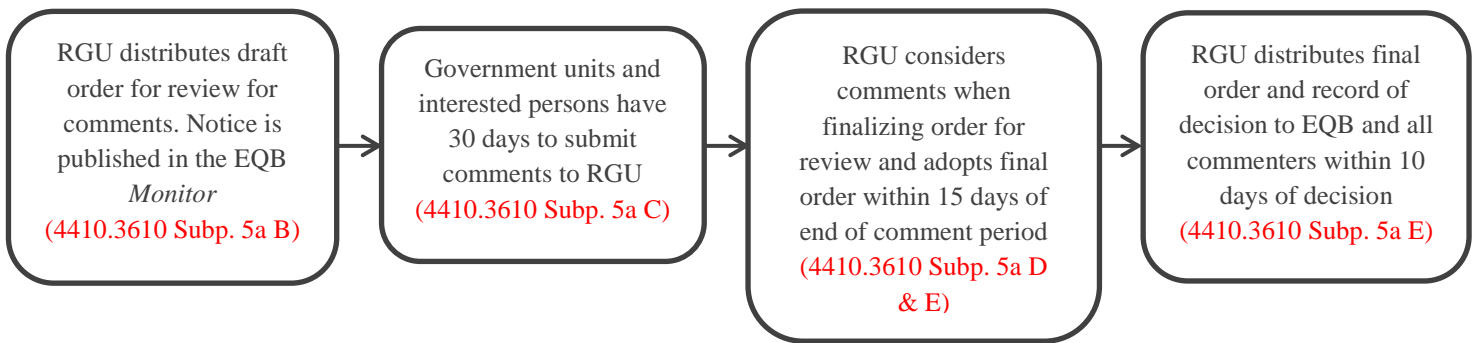 RGU distributes draft
order for review for
comments. Notice is
published in the EQB
Monitor
(4410.3610 Subp. 5a B)
Government units and
interested persons have
30 days to submit
comments to RGU
(4410.3610 Subp. 5a C)
RGU considers
comments when
finalizing order for
review and adopts final
order within 15 days of
end of comment period
(4410.3610 Subp. 5a D
& E)
RGU distributes final
order and record of
decision to EQB and all
commenters within 10
days of decision
(4410.3610 Subp. 5a E)